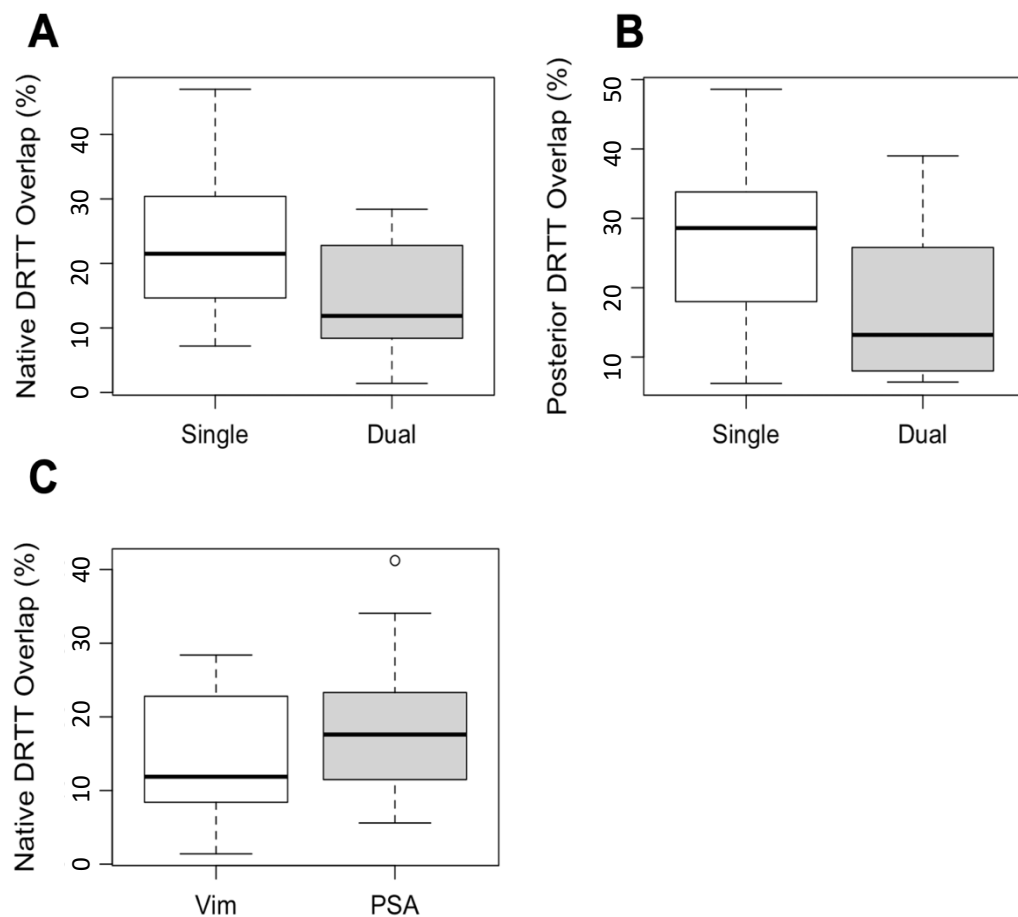 A
Native DRTT Overlap (%)
40
30
20
10
0
Single
Dual
B
Posterior DRTT Overlap (%)
50
40
30
20
10
Single
Dual
C
Native DRTT Overlap (%)
40
30
20
10
0
Vim
PSA